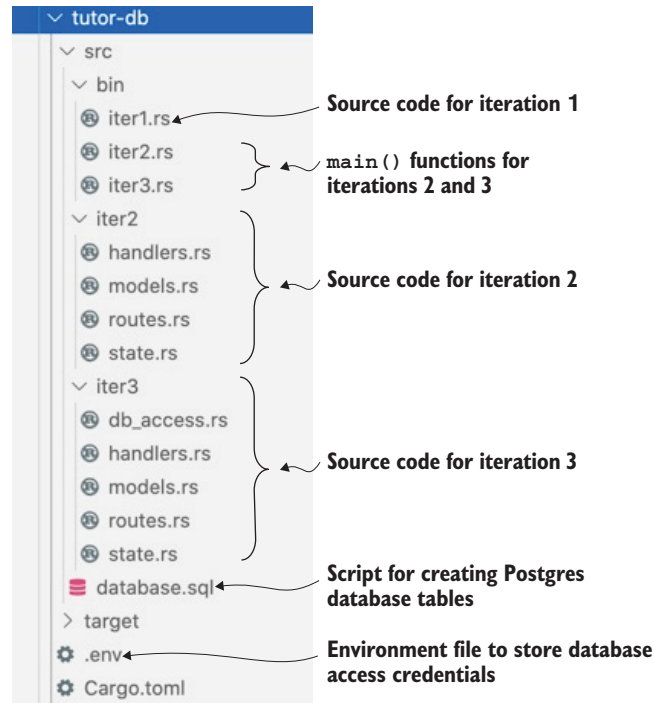 tutor-db
src
bin
iter1.rs
Source code for iteration 1
iter2.rs
iter3.rs
main() functions for
iterations 2 and 3
iter2
handlers.rs
models.rs
routes.rs
state.rs
Source code for iteration 2
iter3
db_access.rs
handlers.rs
models.rs
routes.rs
state.rs
Source code for iteration 3
database.sql
Script for creating Postgres
database tables
target
.env
Environment file to store database
access credentials
Cargo.toml